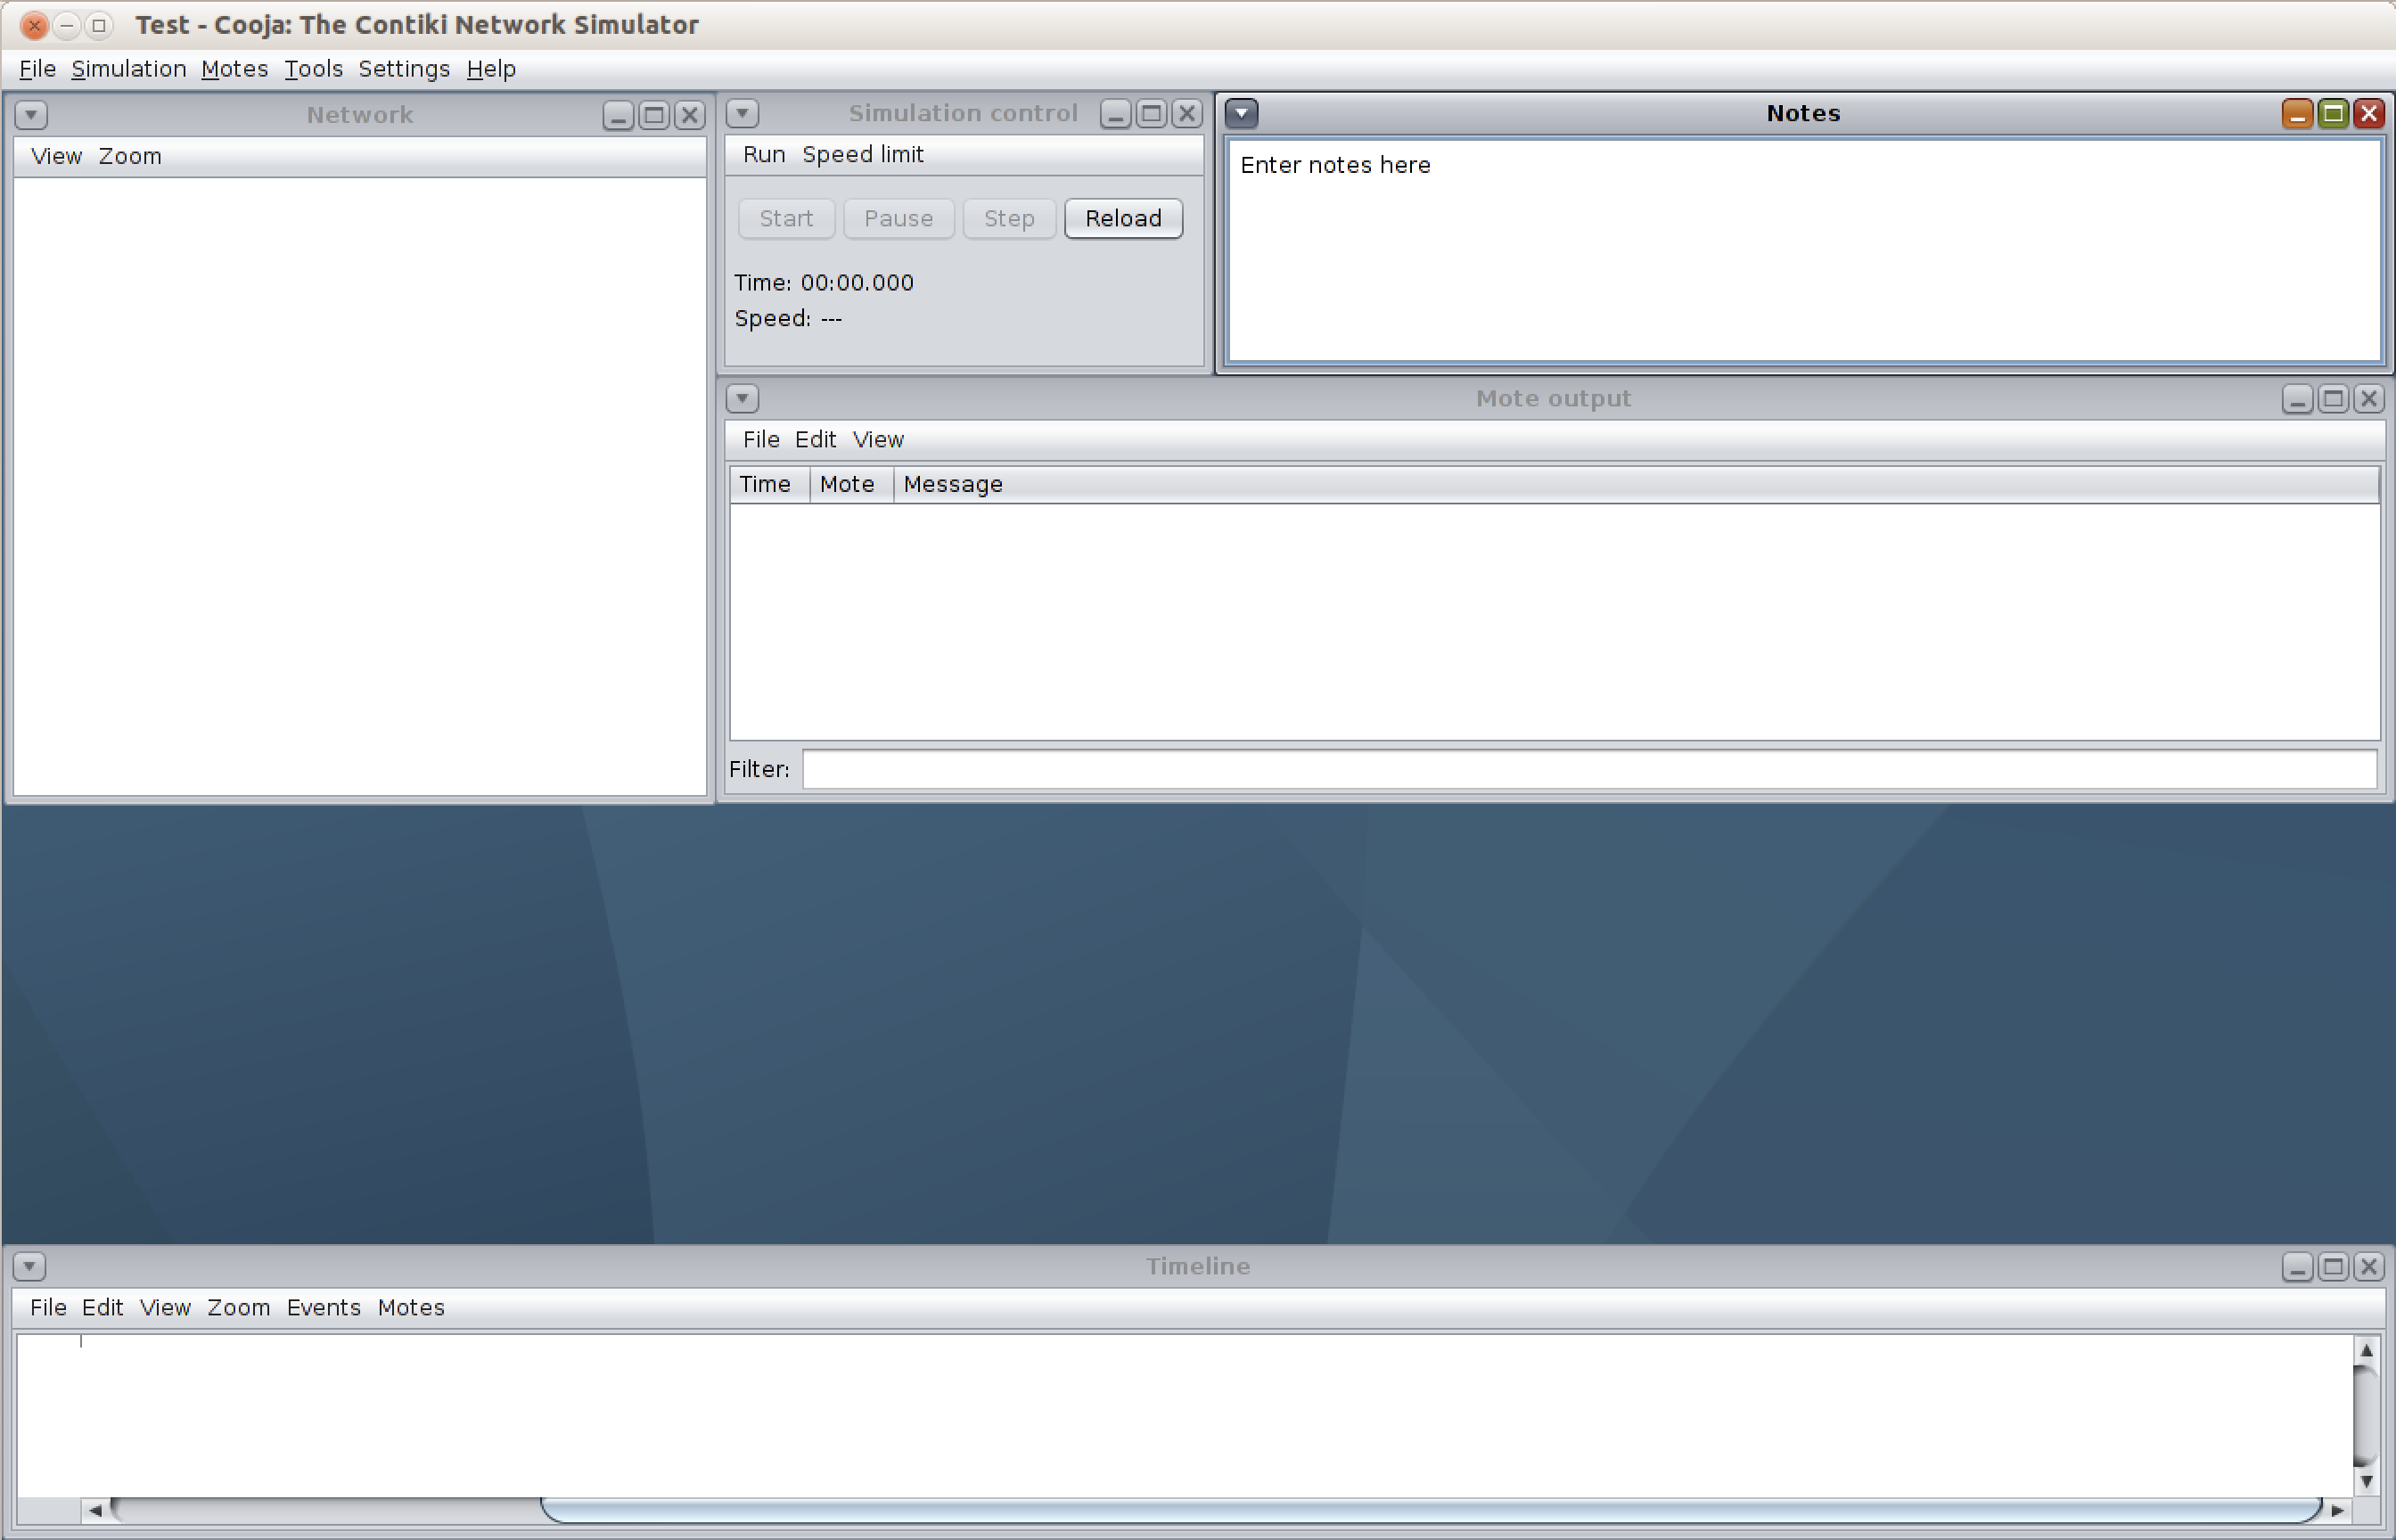 Test - Cooja: The Contiki Network Simulator
File Simulation Motes Tools Settings Help
Network
View Zoom
Simulation control
Run Speed limit
Start Pause Step Reload
Time: 00:00.000
Speed: ---
Notes
Enter notes here
Mote output
File Edit View
Time Mote Message
Filter:
Timeline
File Edit View Zoom Events Motes